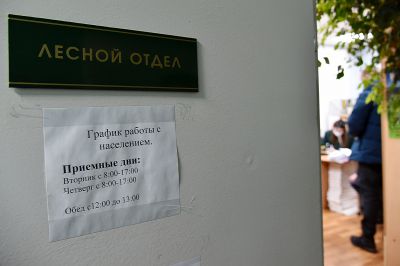 ЛЕСНОЙ ОТДЕЛ
График работы с
населением.
Приемные дни:
Вторник с 8:00-17:00
Четверг с 8:00-17:00
Обед с12:00 до 13:00